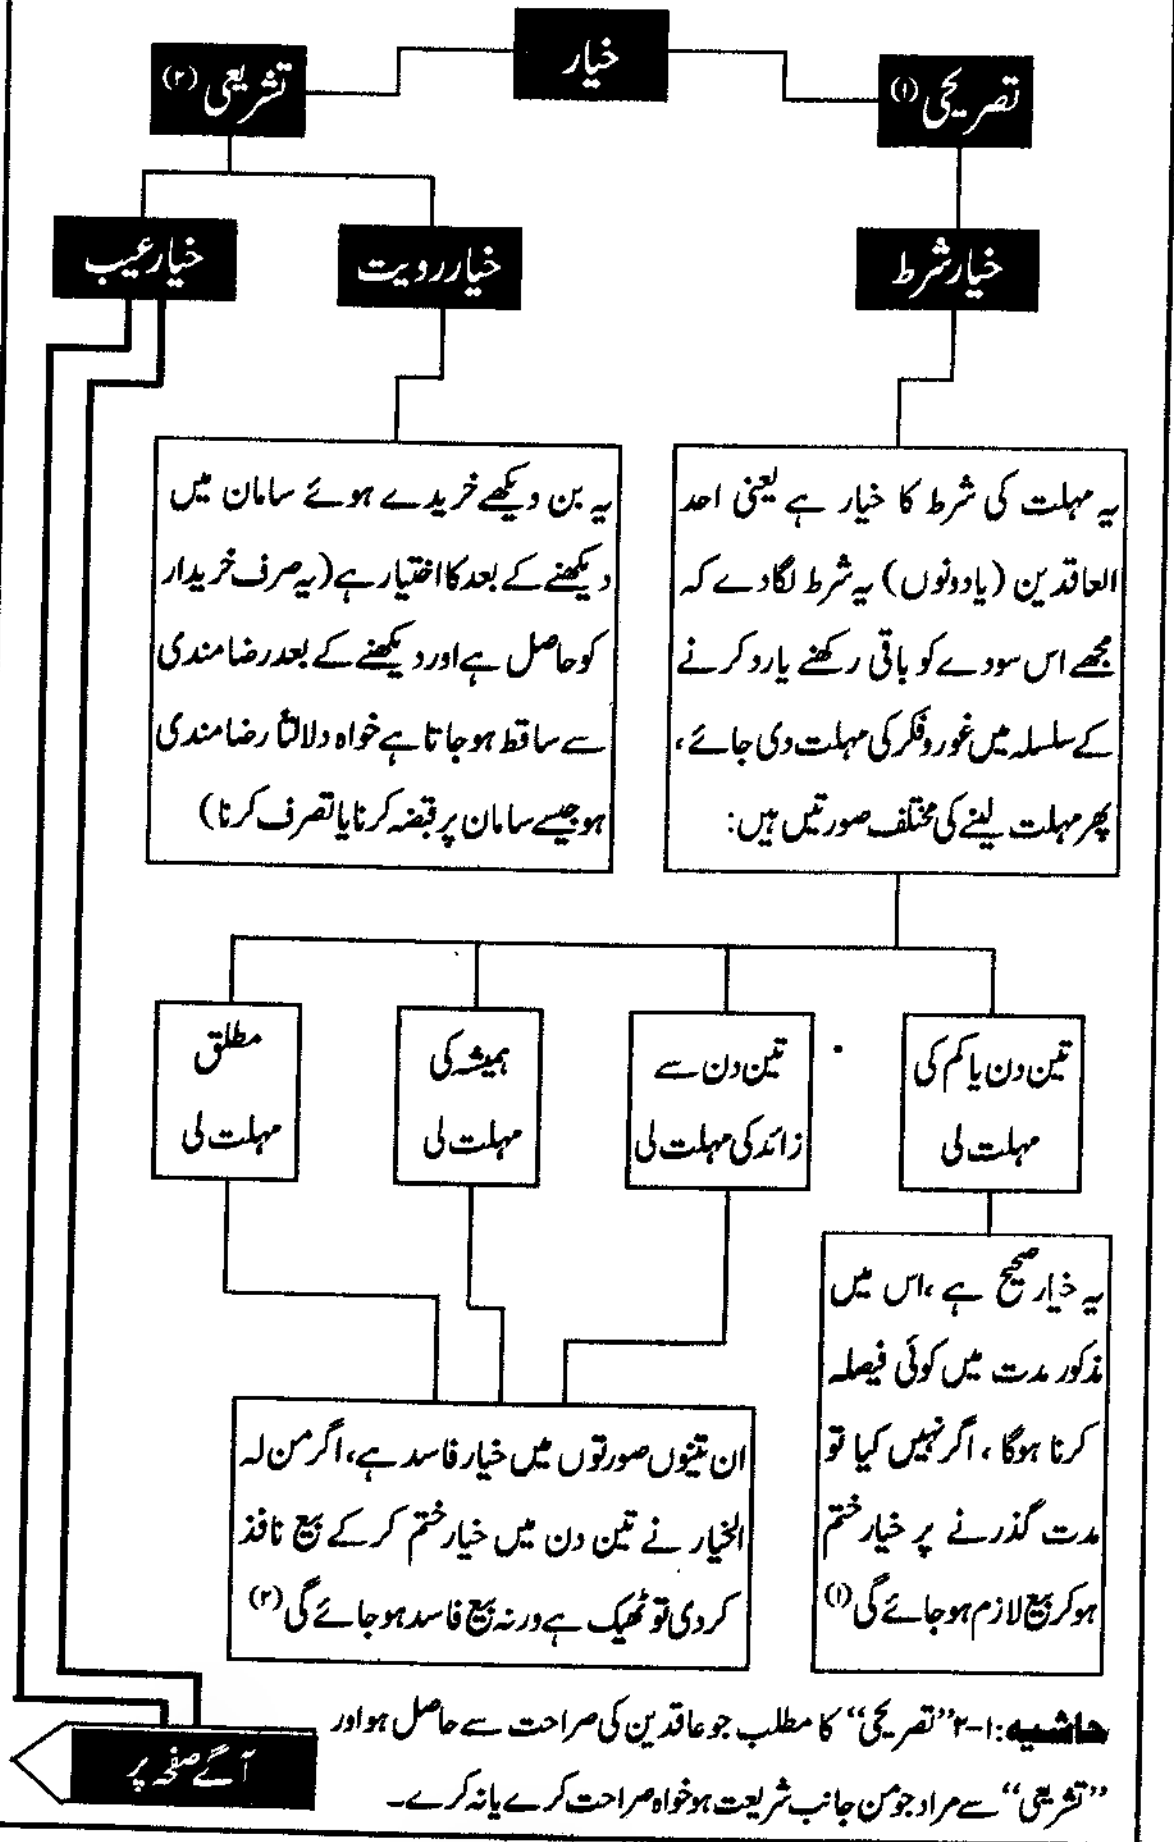 خیار
تصریحی (۱)
تشریعی (۲)
خیار شرط
خیار رویت
خیار عیب
یہ مہلت کی شرط کا خیار ہے یعنی احد
العاقدین (یا دونوں) یہ شرط لگا دے کہ
مجھے اس سودے کو باقی رکھنے یا رد کرنے
کے سلسلہ میں غور و فکر کی مہلت دی جائے،
پھر مہلت لینے کی مختلف صورتیں ہیں:
یہ بن دیکھے خریدے ہوئے سامان میں
دیکھنے کے بعد کا اختیار ہے (یہ صرف خریدار
کو حاصل ہے اور دیکھنے کے بعد رضامندی
سے ساقط ہو جاتا ہے خواہ دلالتاً رضامندی
ہو جیسے سامان پر قبضہ کرنا یا تصرف کرنا)
تین دن یا کم کی
مہلت لی
تین دن سے
زائد کی مہلت لی
ہمیشہ کی
مہلت لی
مطلق
مہلت لی
یہ خیار صحیح ہے، اس میں
مذکور مدت میں کوئی فیصلہ
کرنا ہوگا، اگر نہیں کیا تو
مدت گذرنے پر خیار ختم
ہو کر بیع لازم ہو جائے گی (۱)
ان تینوں صورتوں میں خیار فاسد ہے، اگر من لہ
الخیار نے تین دن میں خیار ختم کر کے بیع نافذ
کر دی تو ٹھیک ہے ورنہ بیع فاسد ہو جائے گی (۲)
حاشیہ: ۱-۲ ”تصریحی“ کا مطلب جو عاقدین کی صراحت سے حاصل ہو اور
”تشریعی“ سے مراد جو من جانب شریعت ہو خواہ صراحت کرے یا نہ کرے۔
آگے صفحہ پر